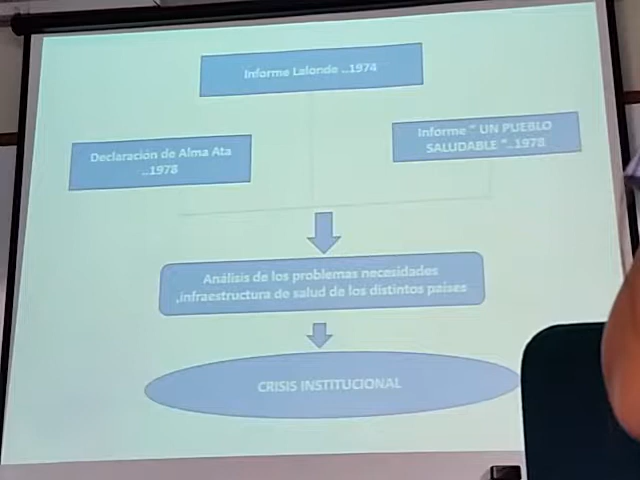 Informe Lalonde ..1974
Declaración de Alma Ata
..1978
Informe " UN PUEBLO
SALUDABLE "..1978
Análisis de los problemas necesidades
,infraestructura de salud de los distintos países
CRISIS INSTITUCIONAL